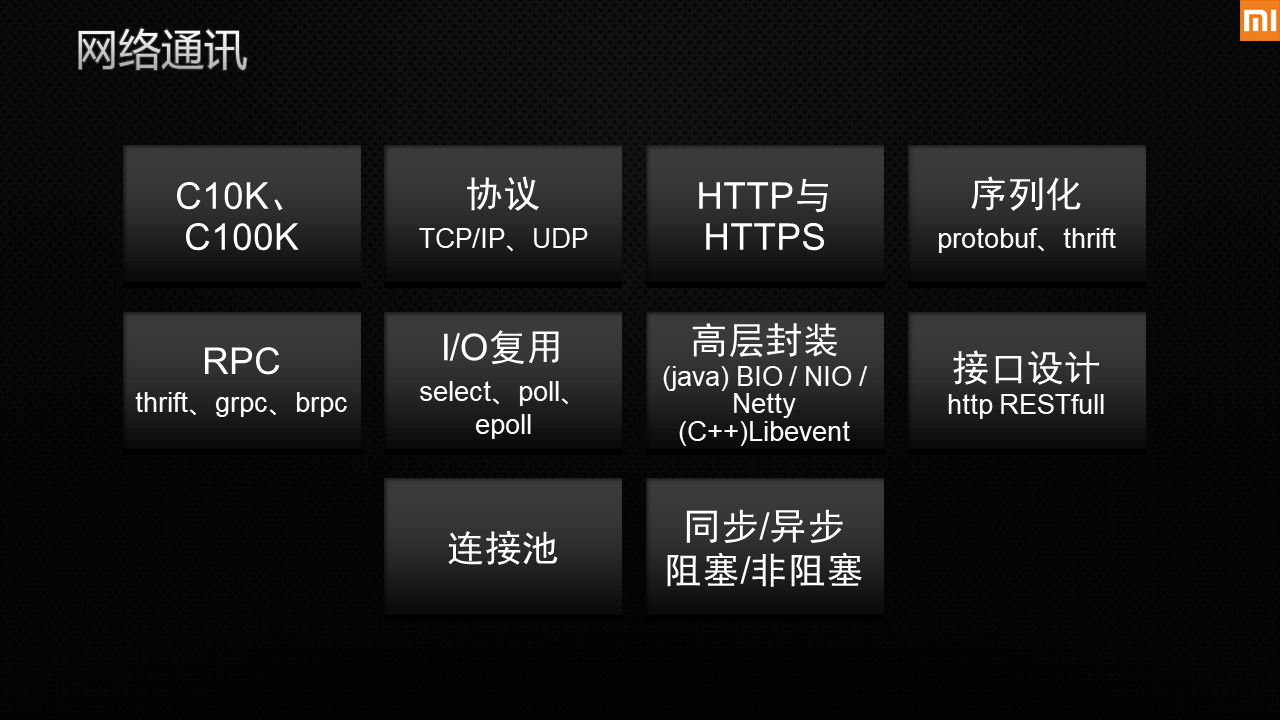 网络通讯
mi
C10K、
C100K
协议
TCP/IP、UDP
HTTP与
HTTPS
序列化
protobuf、thrift
RPC
thrift、grpc、brpc
I/O复用
select、poll、
epoll
高层封装
(java) BIO / NIO /
Netty
(C++)Libevent
接口设计
http RESTfull
连接池
同步/异步
阻塞/非阻塞